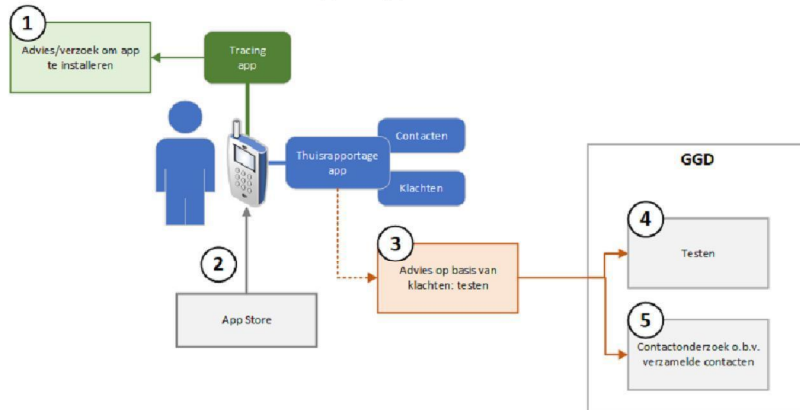 1
Advies/verzoek om app
te installeren
Tracing
app
Contacten
Thuisrapportage
app
Klachten
GGD
2
3
Advies op basis van
klachten: testen
4
Testen
App Store
5
Contactonderzoek o.b.v.
verzamelde contacten